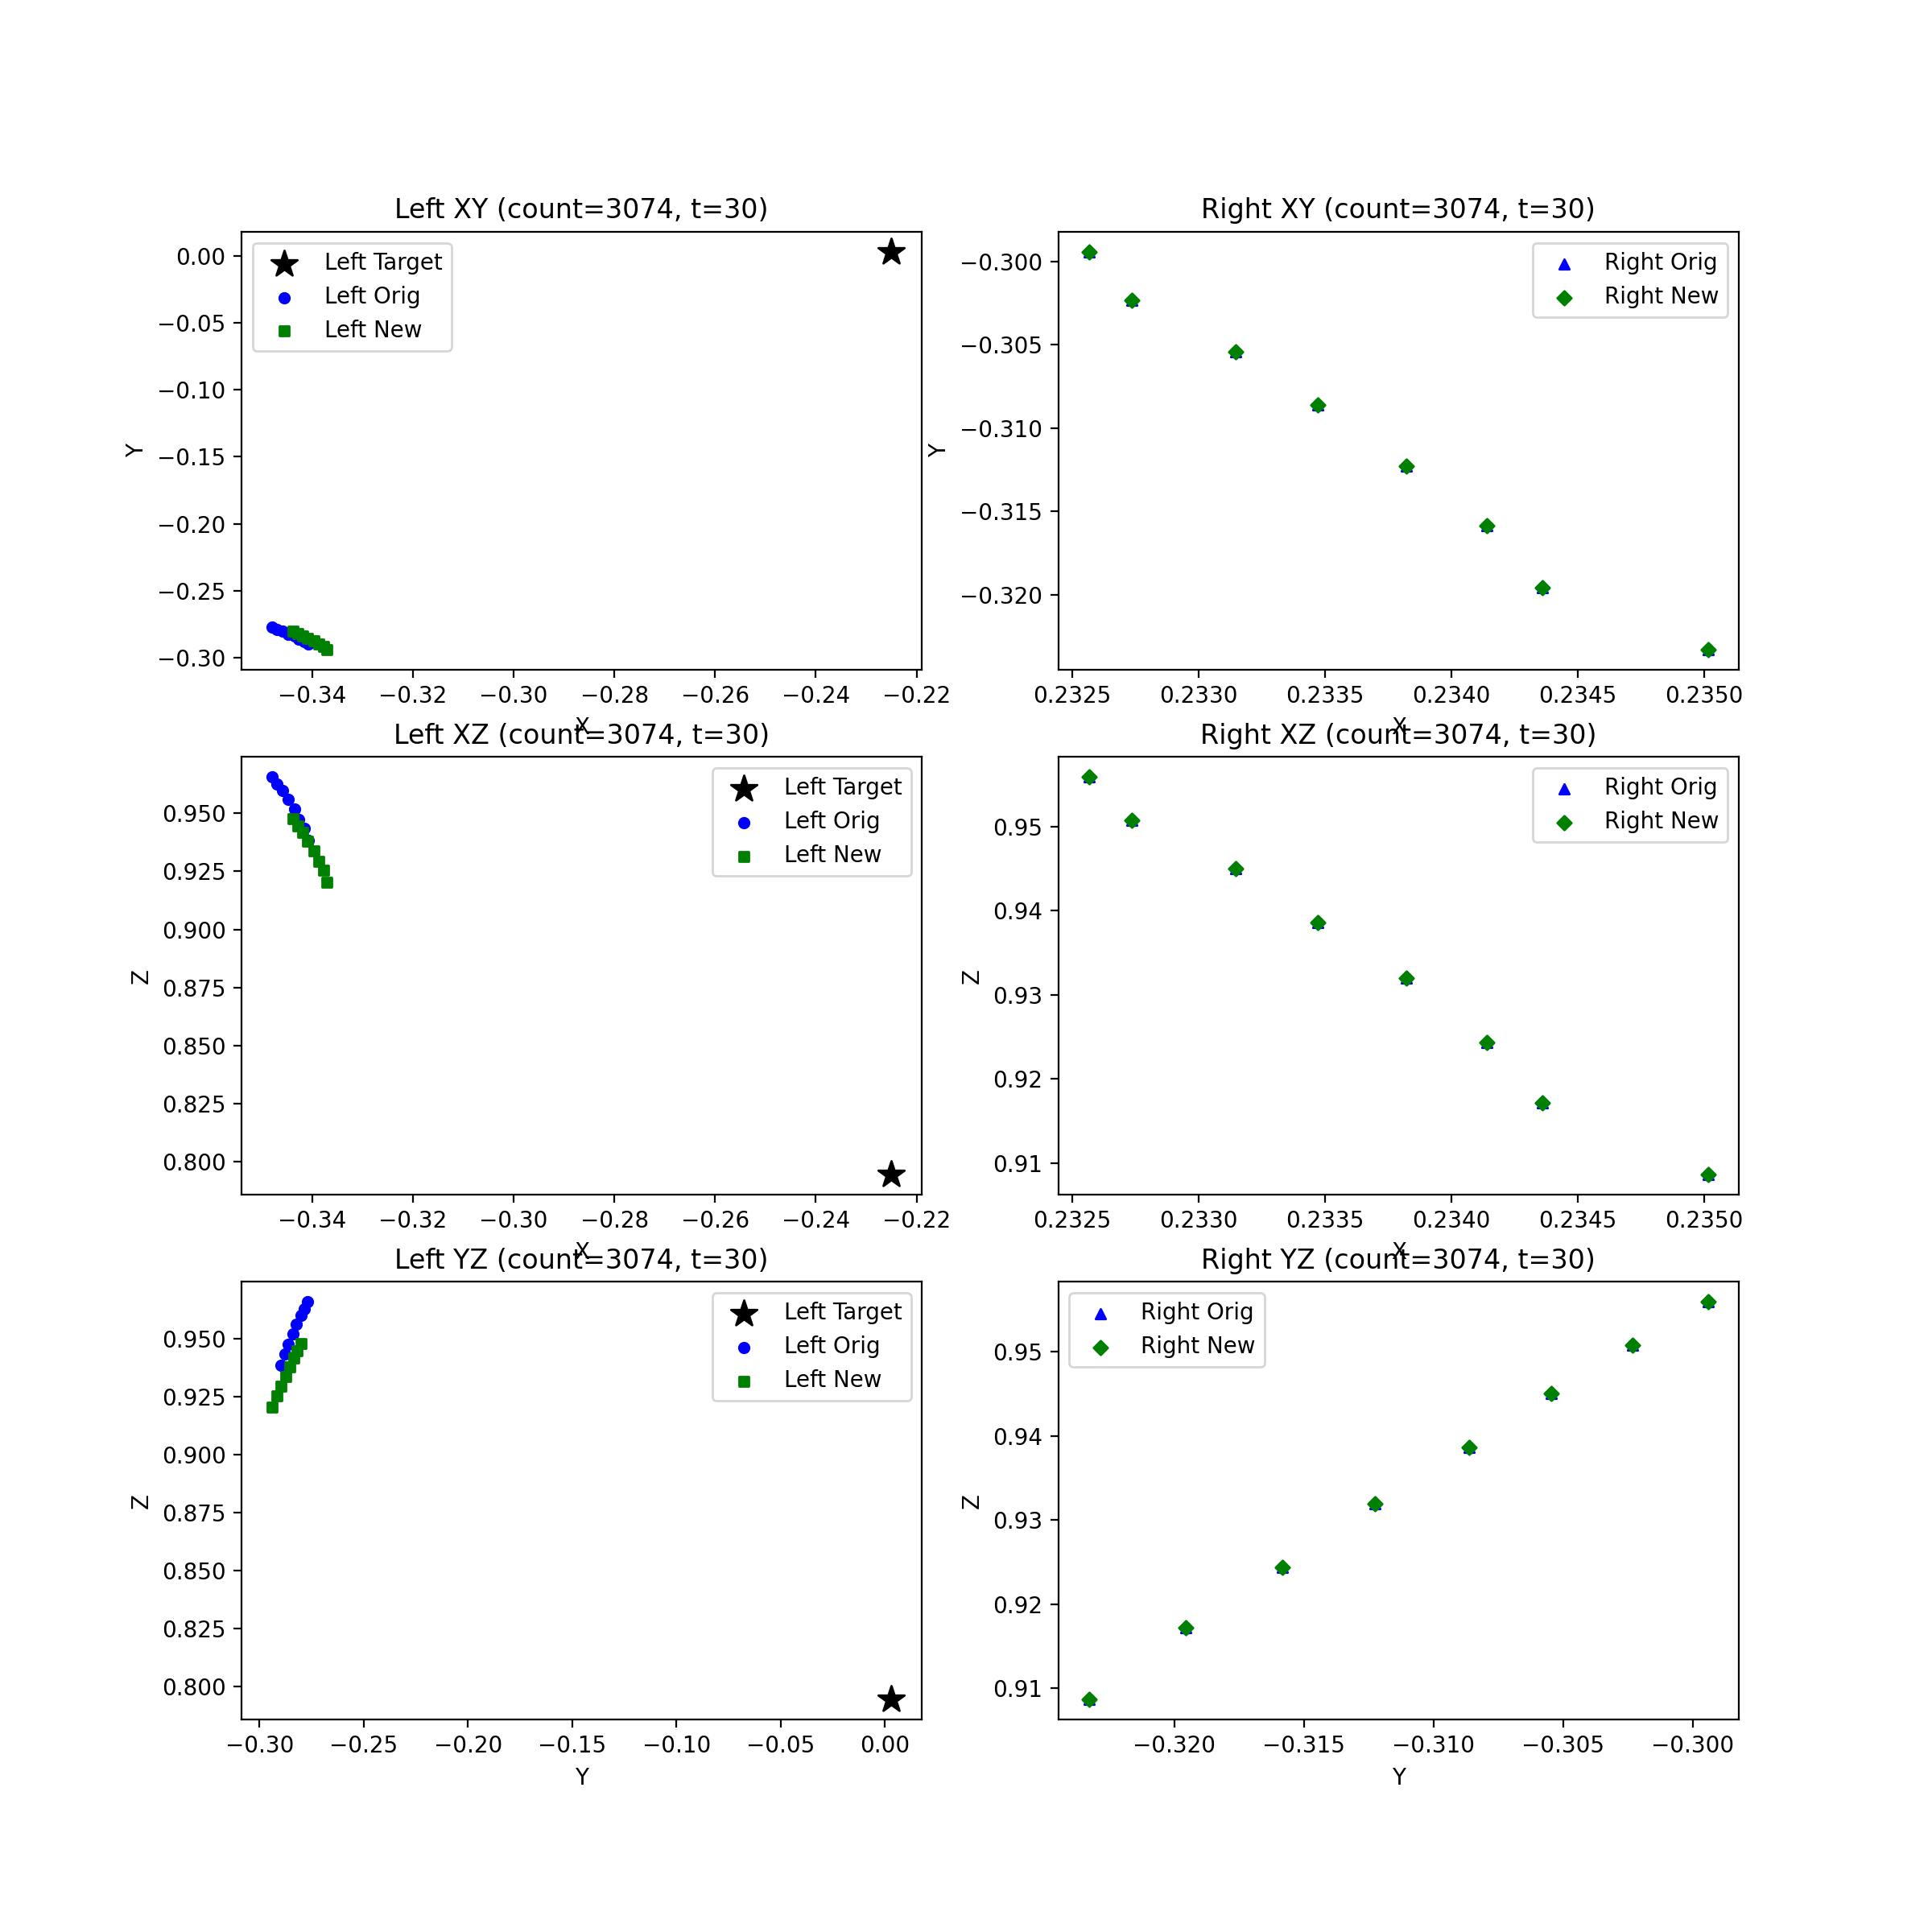 Left XY (count=3074, t=30)
Left Target
Left Orig
Left New
0.00
−0.05
−0.10
−0.15
−0.20
−0.25
−0.30
Y
−0.34
−0.32
−0.30
−0.28
−0.26
−0.24
−0.22
X
Right XY (count=3074, t=30)
Right Orig
Right New
−0.300
−0.305
−0.310
−0.315
−0.320
Y
0.2325
0.2330
0.2335
0.2340
0.2345
0.2350
X
Left XZ (count=3074, t=30)
Left Target
Left Orig
Left New
0.950
0.925
0.900
0.875
0.850
0.825
0.800
Z
−0.34
−0.32
−0.30
−0.28
−0.26
−0.24
−0.22
X
Right XZ (count=3074, t=30)
Right Orig
Right New
0.95
0.94
0.93
0.92
0.91
Z
0.2325
0.2330
0.2335
0.2340
0.2345
0.2350
X
Left YZ (count=3074, t=30)
Left Target
Left Orig
Left New
0.950
0.925
0.900
0.875
0.850
0.825
0.800
Z
−0.30
−0.25
−0.20
−0.15
−0.10
−0.05
0.00
Y
Right YZ (count=3074, t=30)
Right Orig
Right New
0.95
0.94
0.93
0.92
0.91
Z
−0.320
−0.315
−0.310
−0.305
−0.300
Y